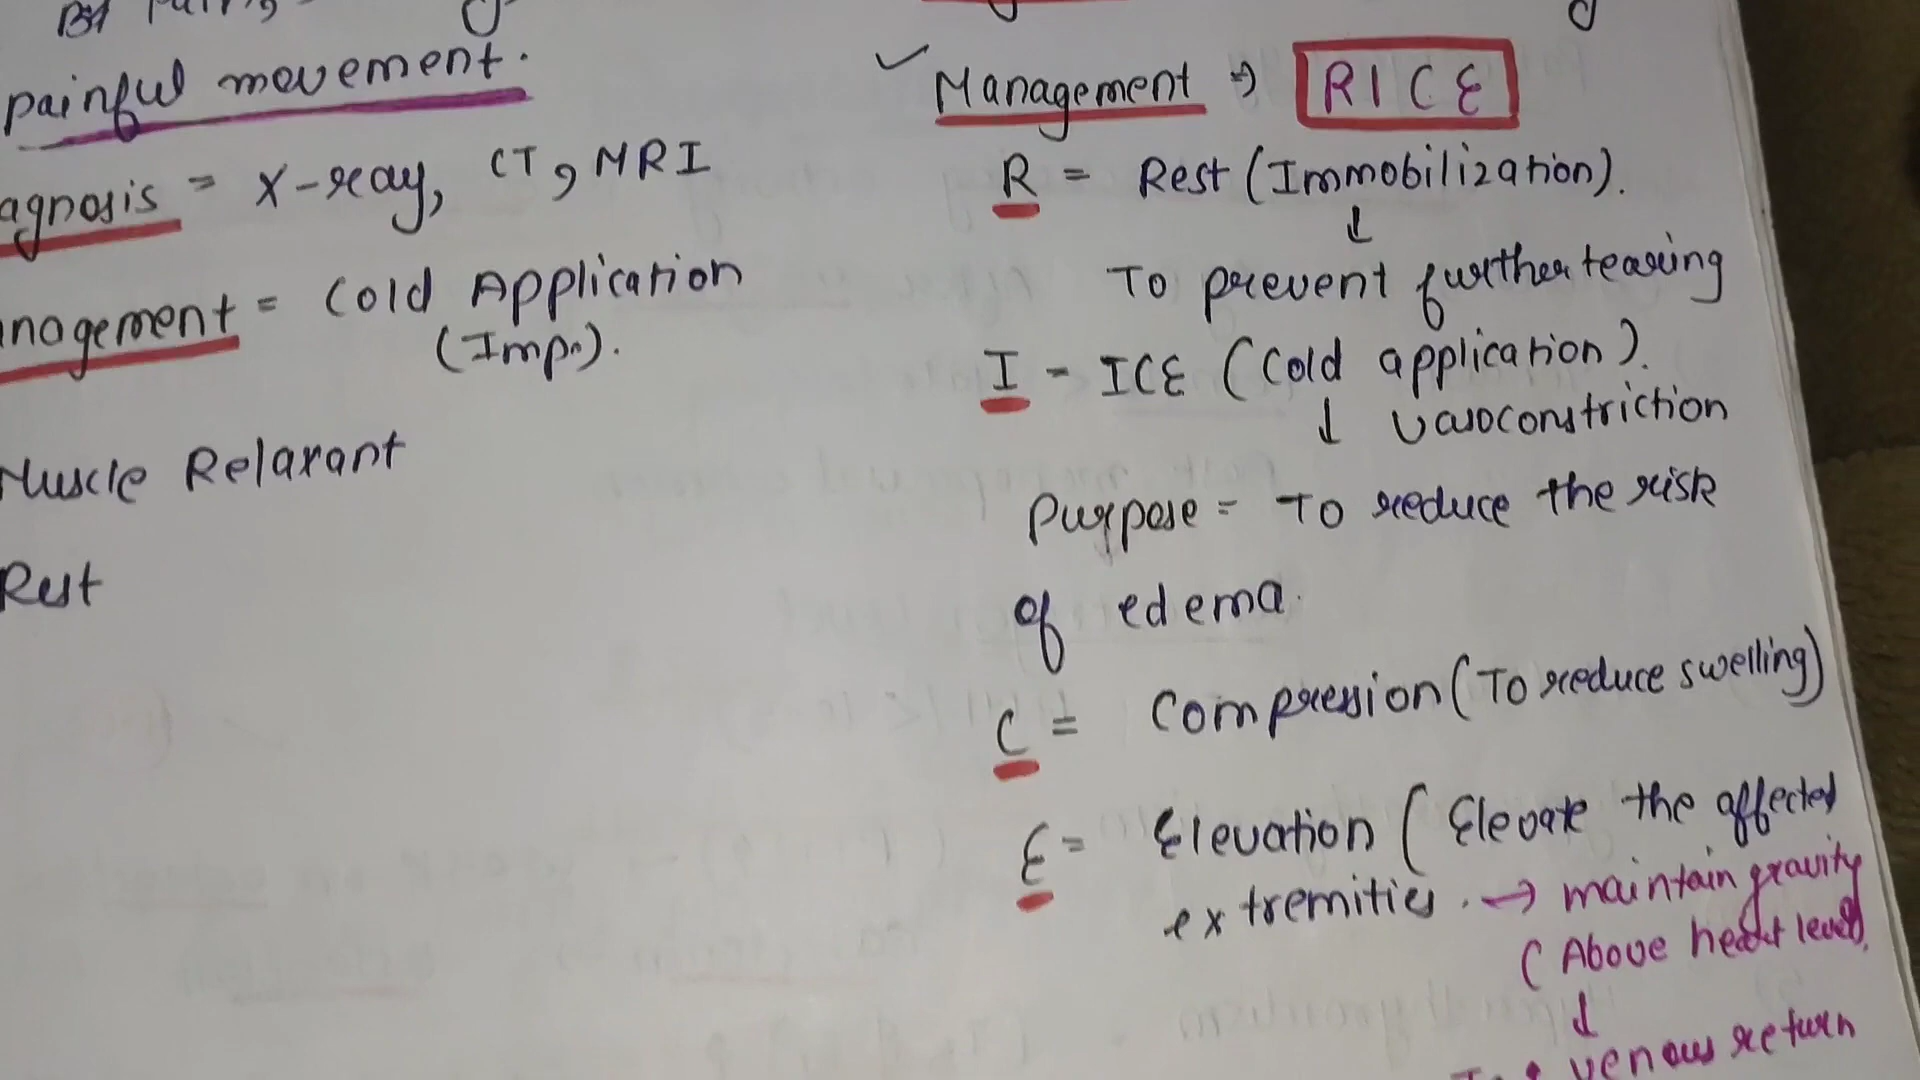 painful movement.
agnosis = X-ray, CT, MRI
nagement = Cold Application
(Imp.).
Muscle Relaxant
Rest
✓ Management → RICE
R = Rest (Immobilization).
↓
To prevent further tearing
I - ICE (Cold application).
↓ vasoconstriction
Purpose = To reduce the risk
of edema.
C = Compression (To reduce swelling)
E = Elevation (Elevate the affected
extremities. → maintain gravity
(Above heart level).
↓
venous return